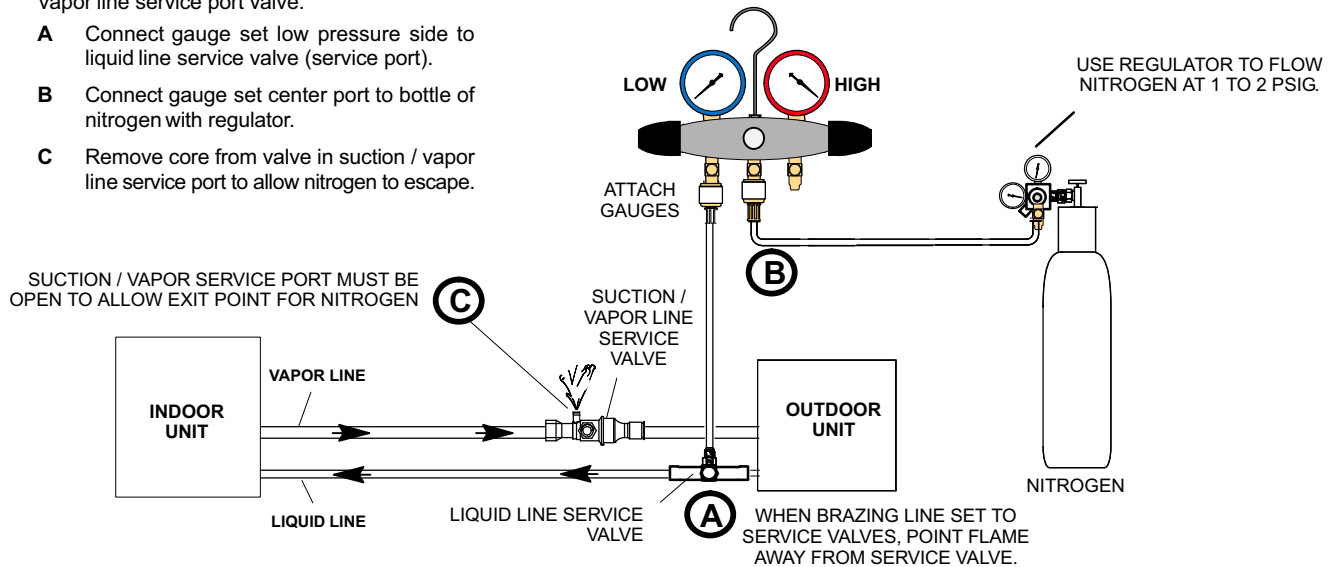 vapor line service port valve.
A Connect gauge set low pressure side to
liquid line service valve (service port).
B Connect gauge set center port to bottle of
nitrogen with regulator.
C Remove core from valve in suction / vapor
line service port to allow nitrogen to escape.
LOW
HIGH
USE REGULATOR TO FLOW
NITROGEN AT 1 TO 2 PSIG.
ATTACH
GAUGES
B
SUCTION / VAPOR SERVICE PORT MUST BE
OPEN TO ALLOW EXIT POINT FOR NITROGEN
C
SUCTION /
VAPOR LINE
SERVICE
VALVE
VAPOR LINE
INDOOR
UNIT
OUTDOOR
UNIT
NITROGEN
LIQUID LINE
LIQUID LINE SERVICE
VALVE
A
WHEN BRAZING LINE SET TO
SERVICE VALVES, POINT FLAME
AWAY FROM SERVICE VALVE.